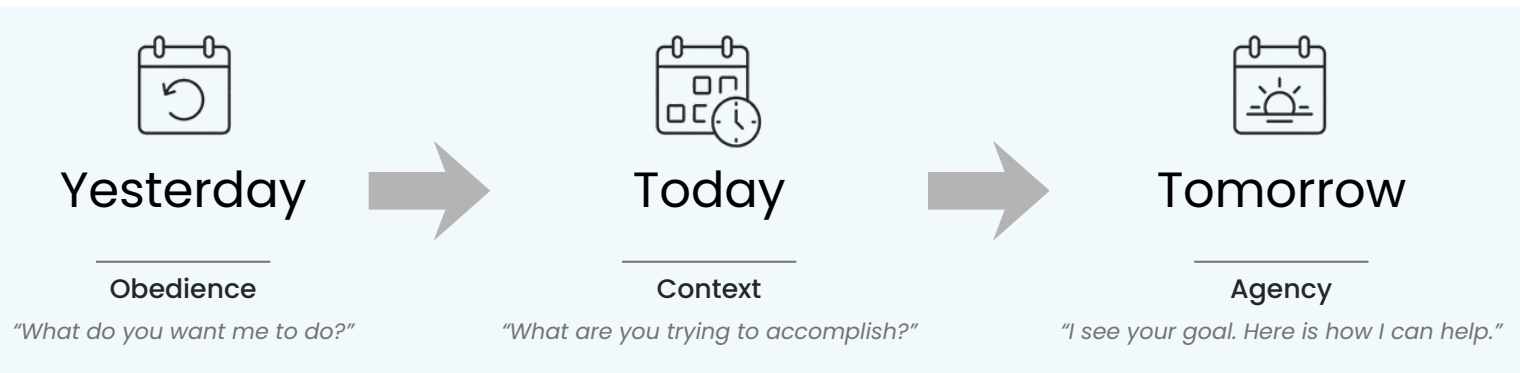 Yesterday
Today
Tomorrow
Obedience
Context
Agency
“What do you want me to do?”
“What are you trying to accomplish?”
“I see your goal. Here is how I can help.”